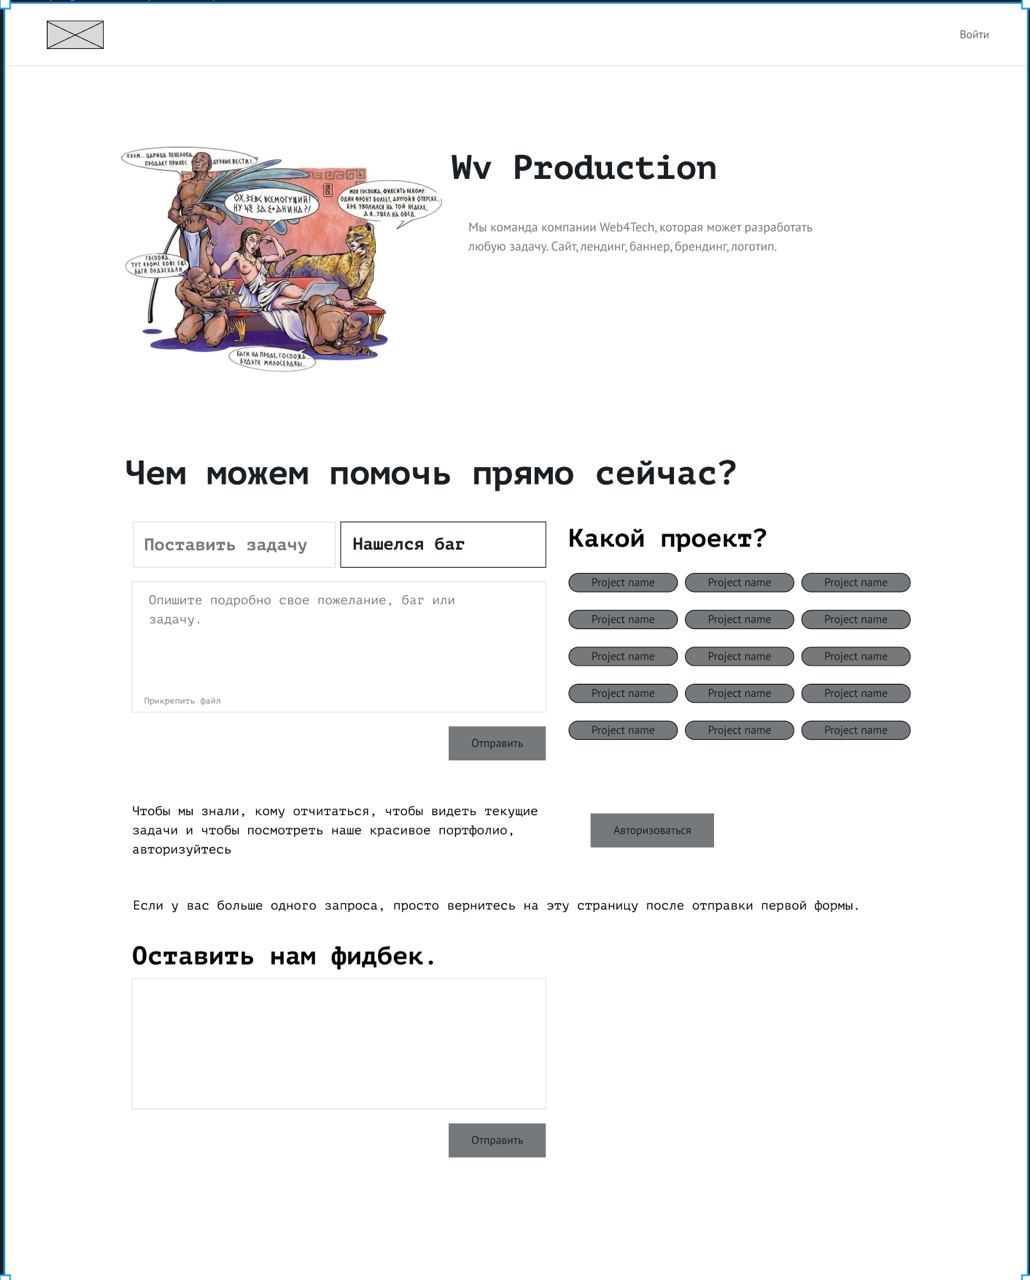 Войти
ЕХЕМ... ЦАРИЦА ПЕНЕЛОПА,
ПРОДАКТ ПРИНЕС
ДУРНЫЕ ВЕСТИ!
ОХ, ЗЕВС ВСЕМОГУЩИЙ!
НУ ЧЕ ЗА Е*АНИНА?!
МОЯ ГОСПОЖА, ФИКСИТЬ НЕКОМУ.
ОДИН ФРОНТ БОЛЕЕТ, ДРУГОЙ В ОТПУСКЕ,
БЭК УВОЛИЛСЯ НА ТОЙ НЕДЕЛЕ,
А Я... УШЕЛ НА ОБЕД.
ГОСПОЖА,
ТУТ КРОМЕ КОФЕ ЕЩЕ
БАГИ ПОДЪЕХАЛИ
БАГИ НА ПРОДЕ, ГОСПОЖА...
БУДЬТЕ МИЛОСЕРДНЫ...
Wv Production
Мы команда компании Web4Tech, которая может разработать
любую задачу. Сайт, лендинг, баннер, брендинг, логотип.
Чем можем помочь прямо сейчас?
Поставить задачу
Нашелся баг
Опишите подробно свое пожелание, баг или
задачу.
Прикрепить файл
Отправить
Какой проект?
Project name Project name Project name
Project name Project name Project name
Project name Project name Project name
Project name Project name Project name
Project name Project name Project name
Чтобы мы знали, кому отчитаться, чтобы видеть текущие
задачи и чтобы посмотреть наше красивое портфолио,
авторизуйтесь
Авторизоваться
Если у вас больше одного запроса, просто вернитесь на эту страницу после отправки первой формы.
Оставить нам фидбек.
Отправить